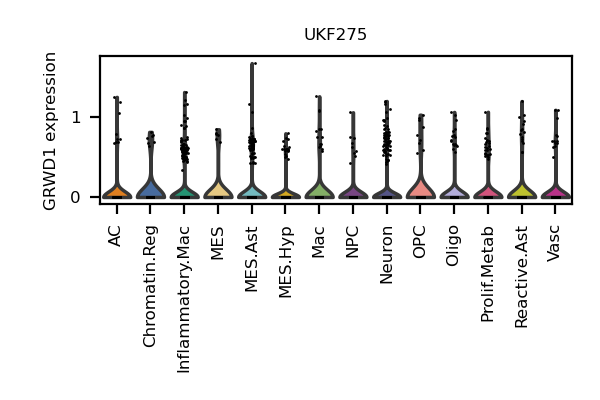 UKF275
GRWD1 expression
1
0
AC
Chromatin.Reg
Inflammatory.Mac
MES
MES.Ast
MES.Hyp
Mac
NPC
Neuron
OPC
Oligo
Prolif.Metab
Reactive.Ast
Vasc